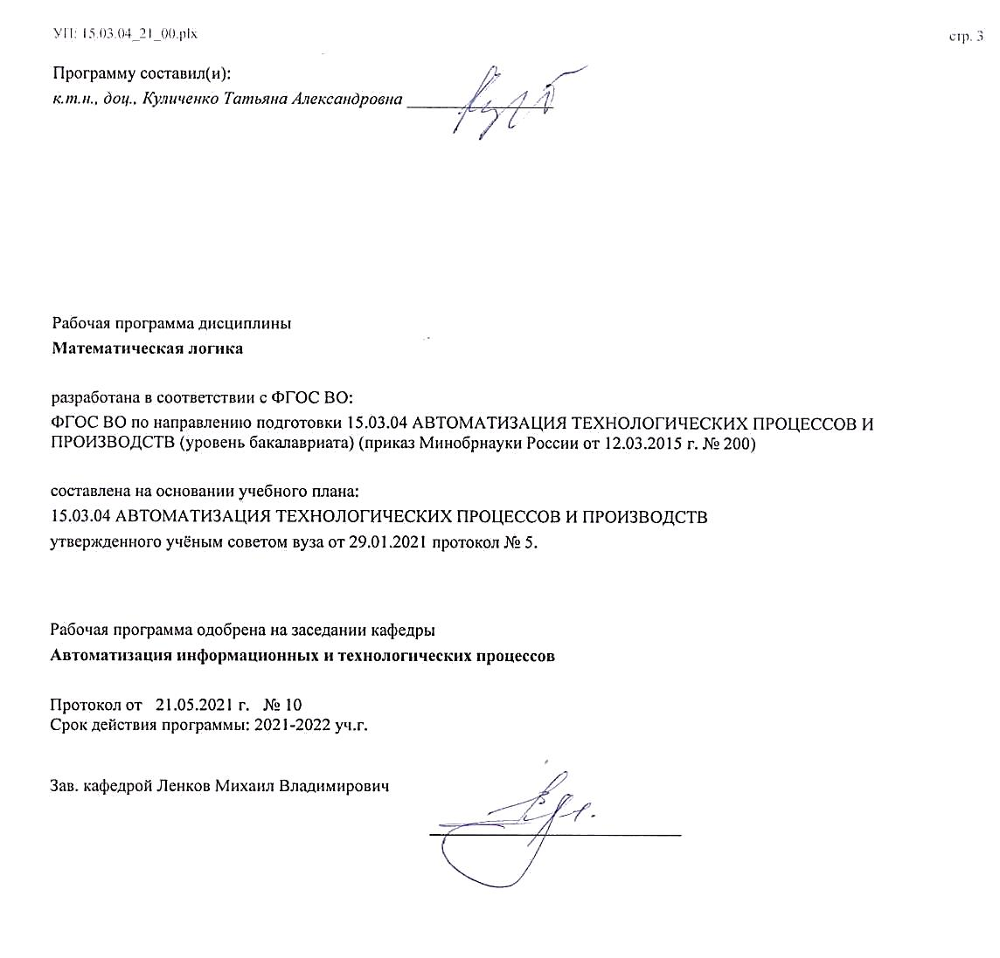 УП: 15.03.04_21_00.plx
стр. 3
Программу составил(и):
к.т.н., доц., Куличенко Татьяна Александровна
Рабочая программа дисциплины
Математическая логика
разработана в соответствии с ФГОС ВО:
ФГОС ВО по направлению подготовки 15.03.04 АВТОМАТИЗАЦИЯ ТЕХНОЛОГИЧЕСКИХ ПРОЦЕССОВ И
ПРОИЗВОДСТВ (уровень бакалавриата) (приказ Минобрнауки России от 12.03.2015 г. № 200)
составлена на основании учебного плана:
15.03.04 АВТОМАТИЗАЦИЯ ТЕХНОЛОГИЧЕСКИХ ПРОЦЕССОВ И ПРОИЗВОДСТВ
утвержденного учёным советом вуза от 29.01.2021 протокол № 5.
Рабочая программа одобрена на заседании кафедры
Автоматизация информационных и технологических процессов
Протокол от 21.05.2021 г. № 10
Срок действия программы: 2021-2022 уч.г.
Зав. кафедрой Ленков Михаил Владимирович